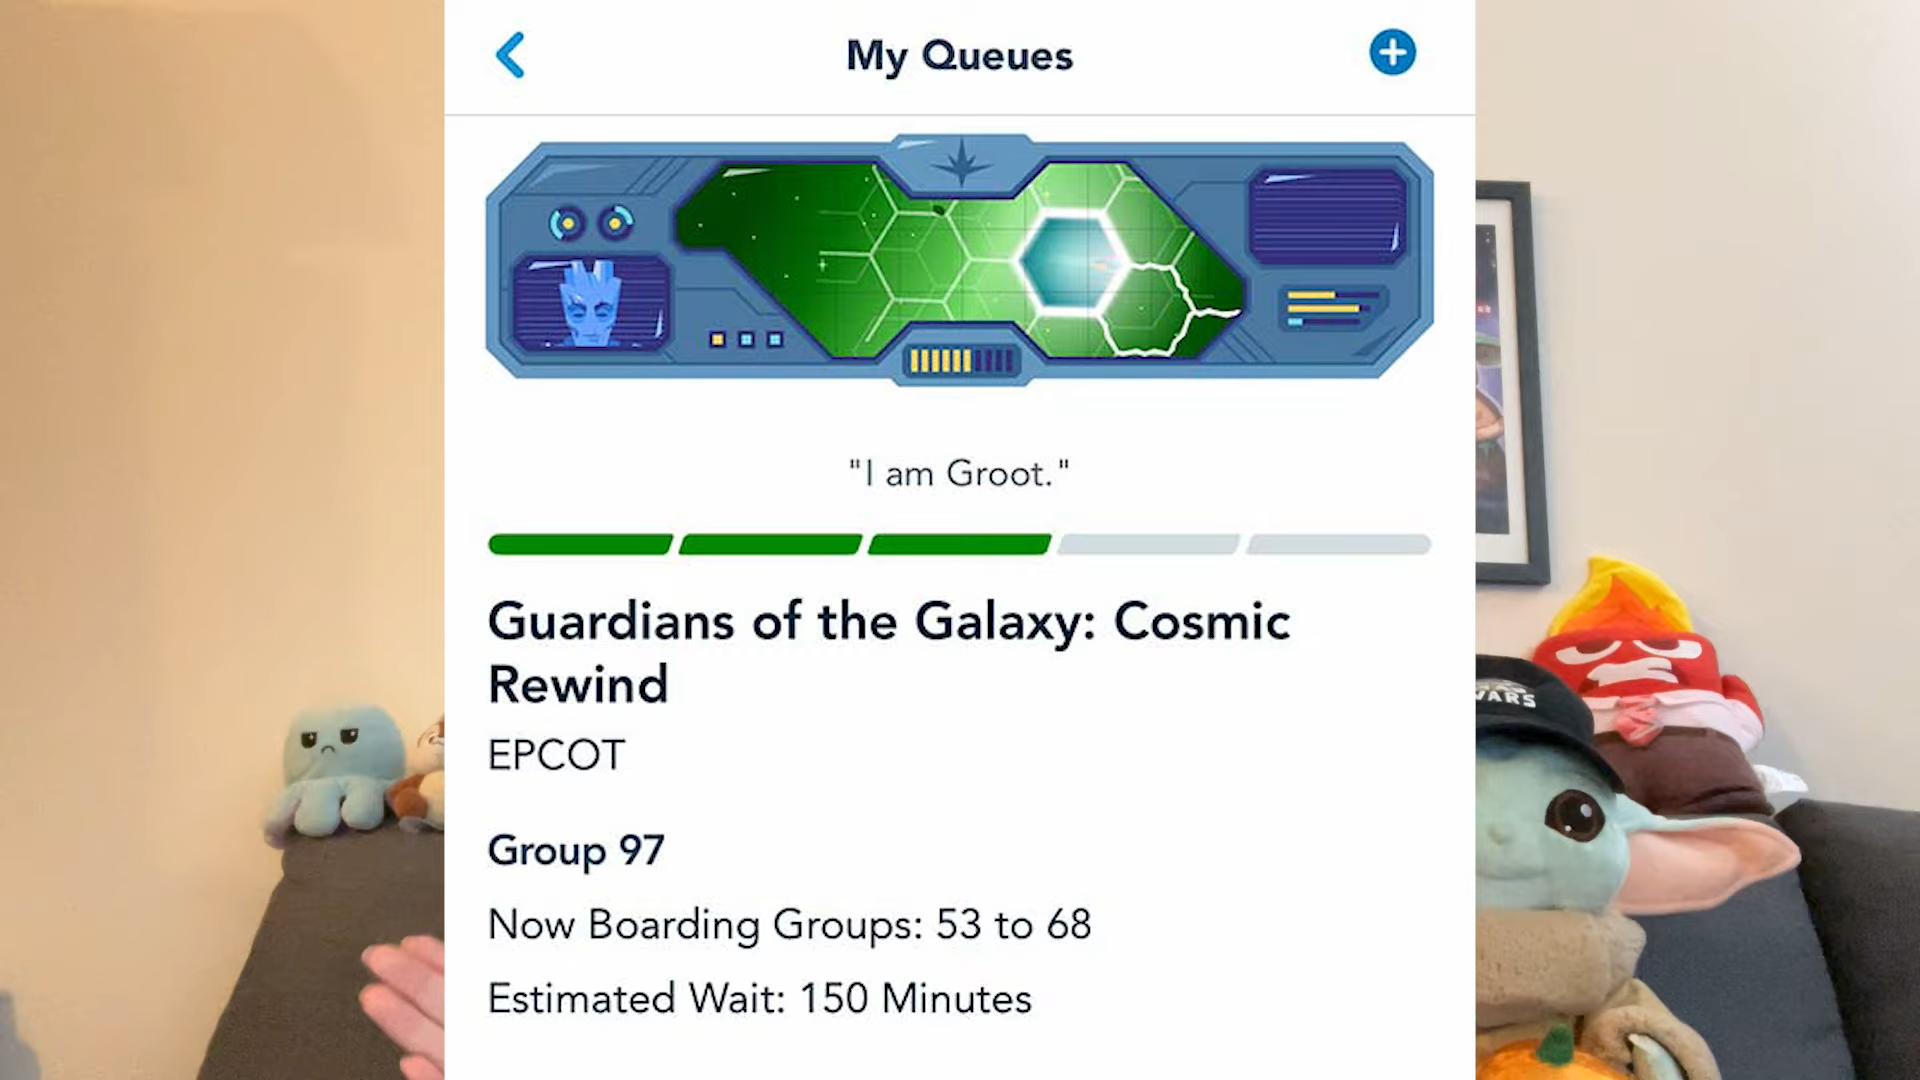 My Queues
"I am Groot."
Guardians of the Galaxy: Cosmic
Rewind
EPCOT
Group 97
Now Boarding Groups: 53 to 68
Estimated Wait: 150 Minutes
WARS